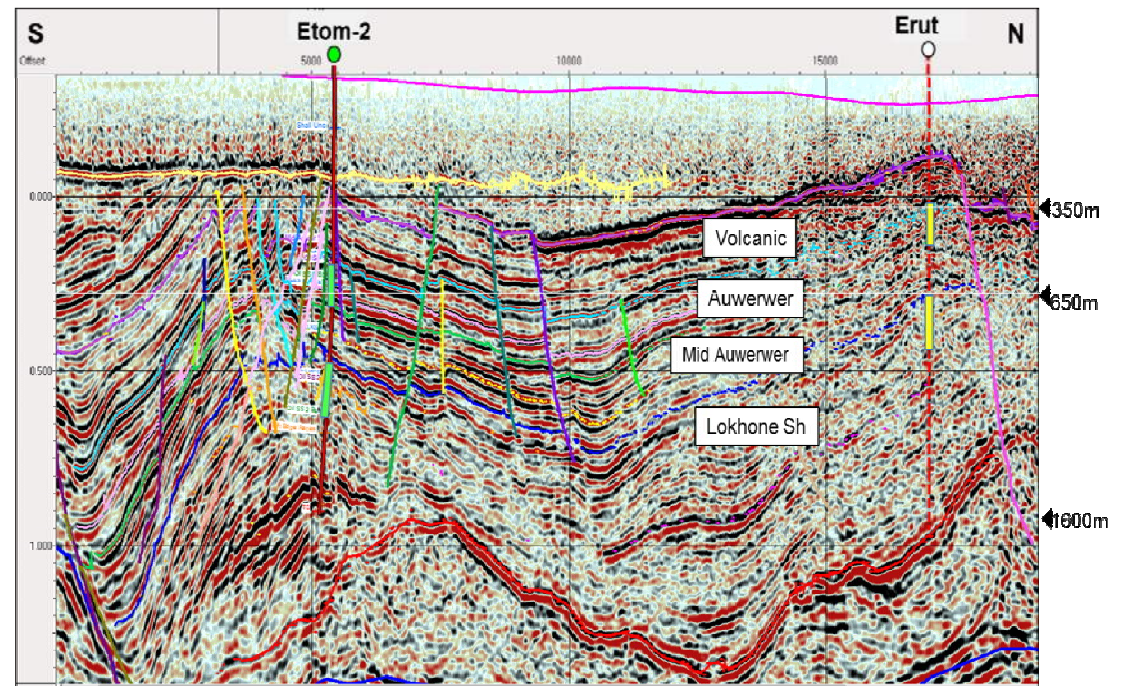 S
Etom-2
Erut
N
Offset
5000
10000
15000
0.000
350m
Volcanic
Auwerwer
650m
Mid Auwerwer
0.500
Lokhone Sh
1600m
1.000